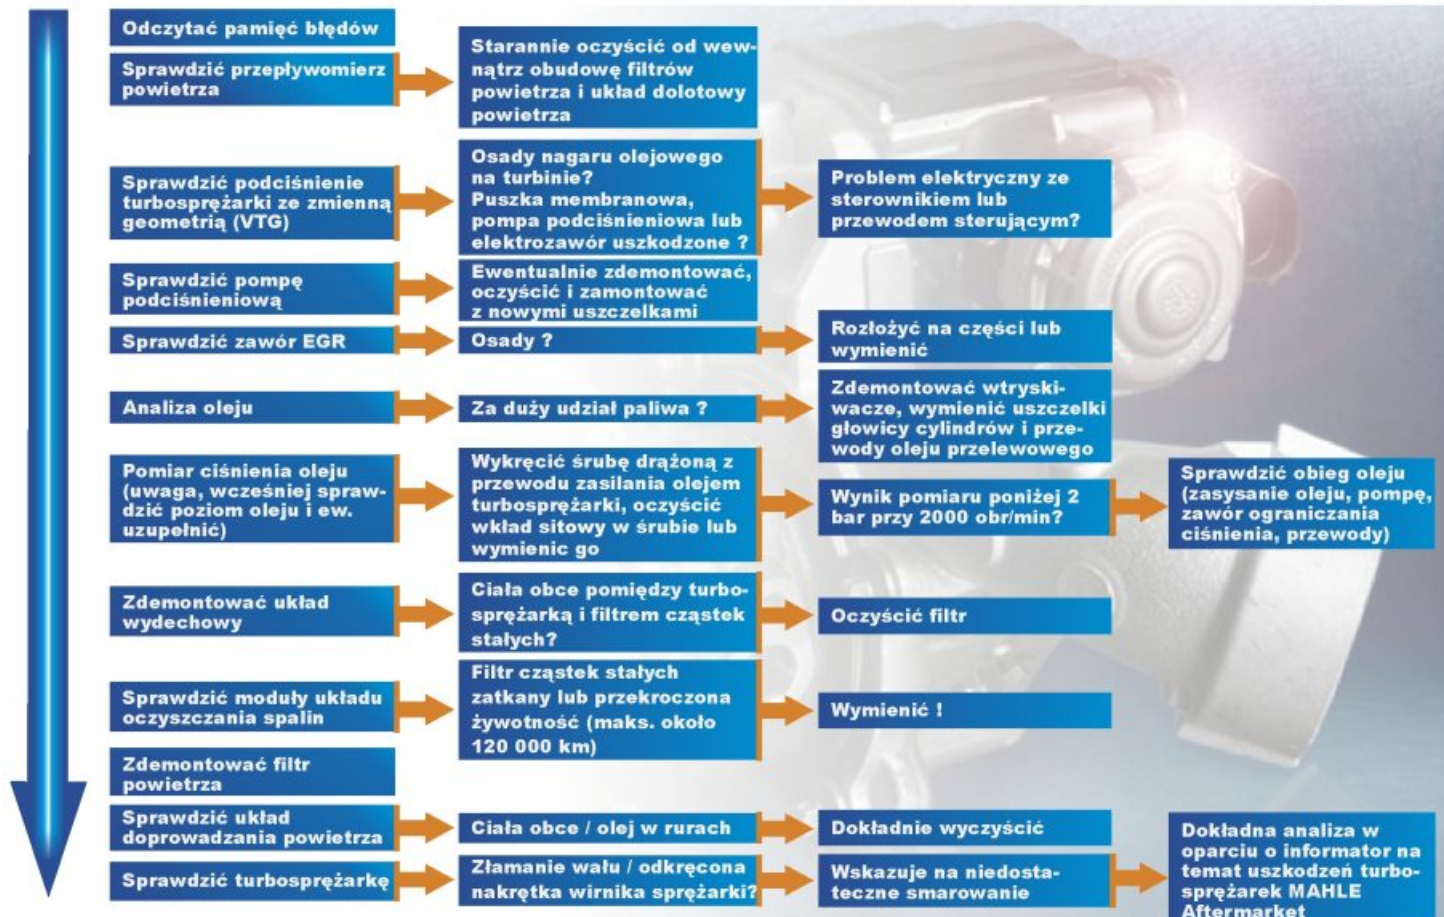 Odczytać pamięć błędów
Sprawdzić przepływomierz
powietrza
Starannie oczyścić od wew-
nątrz obudowę filtrów
powietrza i układ dolotowy
powietrza
Sprawdzić podciśnienie
turbosprężarki ze zmienną
geometrią (VTG)
Osady nagaru olejowego
na turbinie?
Puszka membranowa,
pompa podciśnieniowa lub
elektrozawór uszkodzone ?
Problem elektryczny ze
sterownikiem lub
przewodem sterującym?
Sprawdzić pompę
podciśnieniową
Ewentualnie zdemontować,
oczyścić i zamontować
z nowymi uszczelkami
Sprawdzić zawór EGR
Osady ?
Rozłożyć na części lub
wymienić
Analiza oleju
Za duży udział paliwa ?
Zdemontować wtryski-
wacze, wymienić uszczelki
głowicy cylindrów i prze-
wody oleju przelewowego
Pomiar ciśnienia oleju
(uwaga, wcześniej spraw-
dzić poziom oleju i ew.
uzupełnić)
Wykręcić śrubę drążoną z
przewodu zasilania olejem
turbosprężarki, oczyścić
wkład sitowy w śrubie lub
wymienic go
Wynik pomiaru poniżej 2
bar przy 2000 obr/min?
Sprawdzić obieg oleju
(zasysanie oleju, pompę,
zawór ograniczania
ciśnienia, przewody)
Zdemontować układ
wydechowy
Ciała obce pomiędzy turbo-
sprężarką i filtrem cząstek
stałych?
Oczyścić filtr
Sprawdzić moduły układu
oczyszczania spalin
Filtr cząstek stałych
zatkany lub przekroczona
żywotność (maks. około
120 000 km)
Wymienić !
Zdemontować filtr
powietrza
Sprawdzić układ
doprowadzania powietrza
Ciała obce / olej w rurach
Dokładnie wyczyścić
Sprawdzić turbosprężarkę
Złamanie wału / odkręcona
nakrętka wirnika sprężarki?
Wskazuje na niedosta-
teczne smarowanie
Dokładna analiza w
oparciu o informator na
temat uszkodzeń turbo-
sprężarek MAHLE
Aftermarket